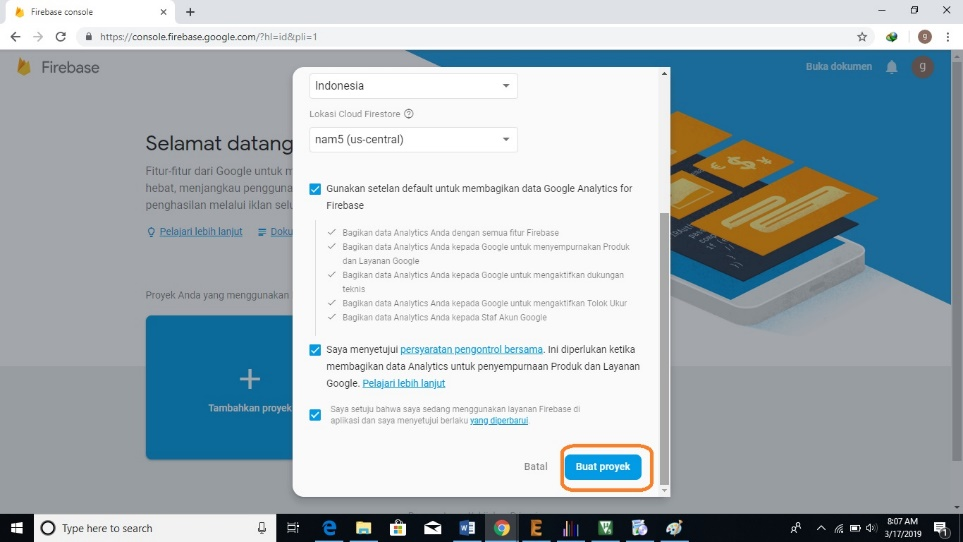 Firebase console
https://console.firebase.google.com/?hl=id&pli=1
g
Firebase
Buka dokumen
g
Selamat datang
Fitur-fitur dari Google untuk
hebat, menjangkau
penghasilan melalui iklan
Pelajari lebih lanjut
Proyek Anda yang menggunakan
Tambahkan proyek
Indonesia
Lokasi Cloud Firestore
nam5 (us-central)
Gunakan setelan default untuk membagikan data Google Analytics for
Firebase
Bagikan data Analytics Anda dengan semua fitur Firebase
Bagikan data Analytics Anda kepada Google untuk menyempurnakan Produk
dan Layanan Google
Bagikan data Analytics Anda kepada Google untuk mengaktifkan dukungan
teknis
Bagikan data Analytics Anda kepada Google untuk mengaktifkan Tolok Ukur
Bagikan data Analytics Anda kepada Staf Akun Google
Saya menyetujui persyaratan pengontrol bersama. Ini diperlukan ketika
membagikan data Analytics untuk penyempurnaan Produk dan Layanan
Google. Pelajari lebih lanjut
Saya setuju bahwa saya sedang menggunakan layanan Firebase di
aplikasi dan saya menyetujui berlaku yang diperbarui
Batal
Buat proyek
Type here to search
8:07 AM
3/17/2019
1